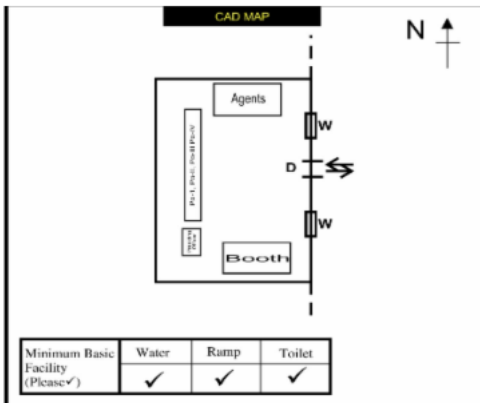 CAD MAP
N
Agents
W
D
W
Booth
Minimum Basic Facility (Please✓)
Water
Ramp
Toilet
✓
✓
✓